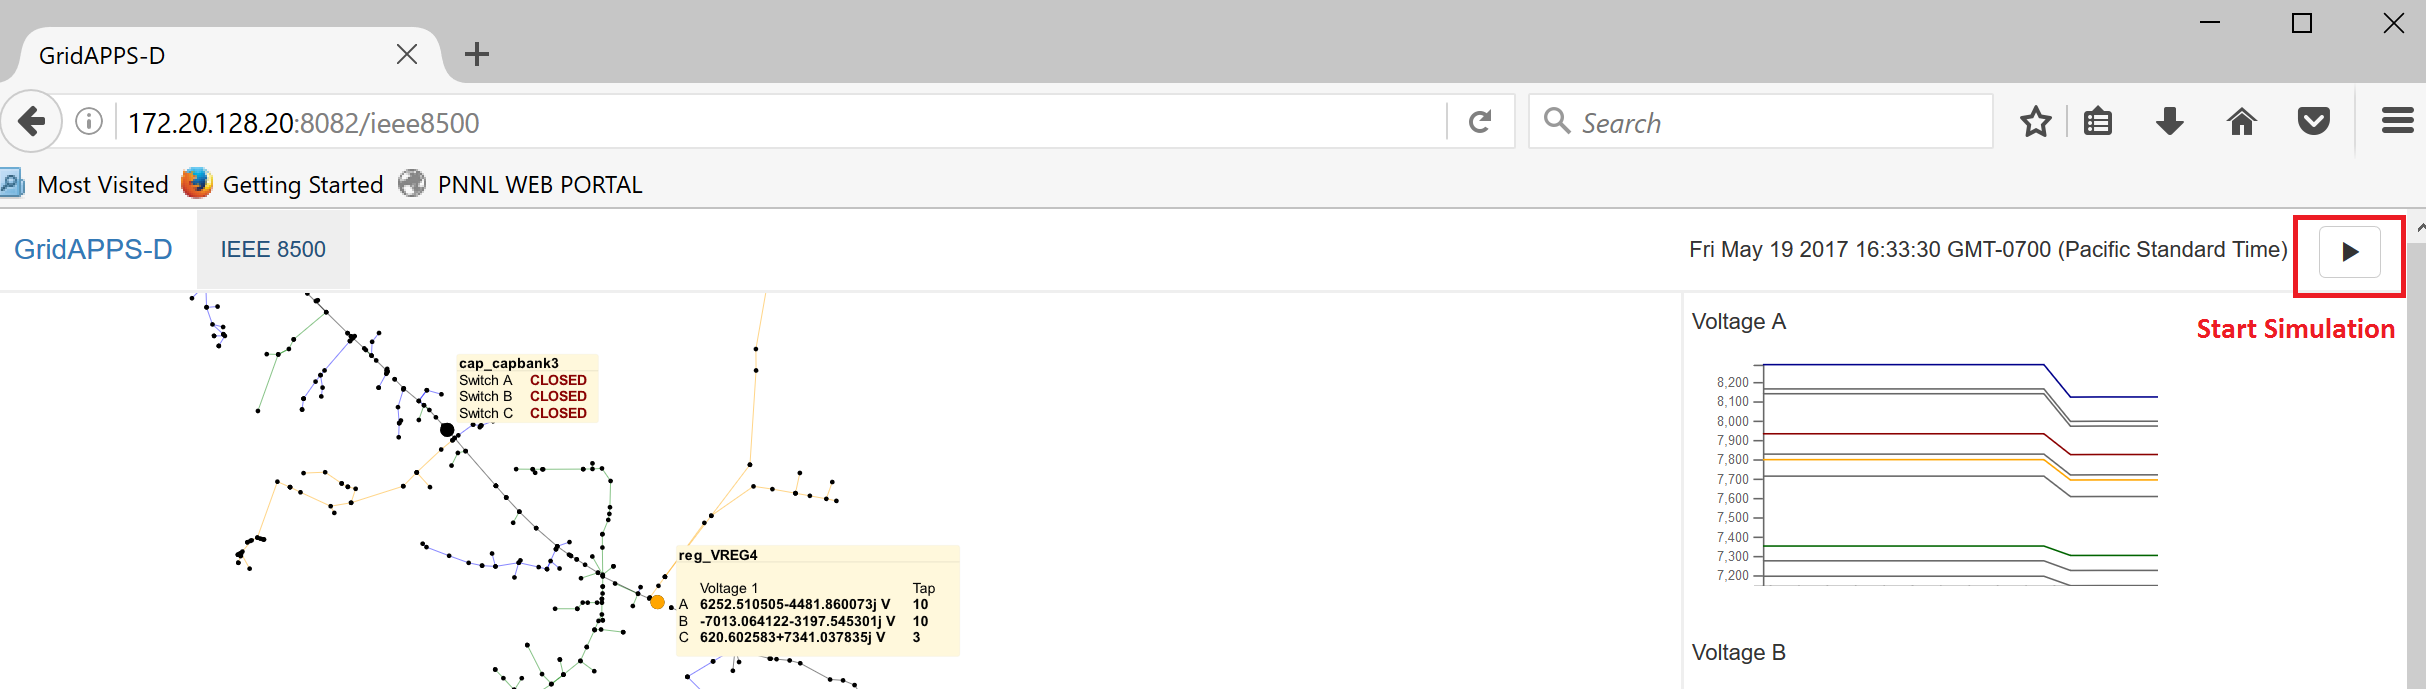 GridAPPS-D
172.20.128.20:8082/ieee8500
Search
Most Visited
Getting Started
PNNL WEB PORTAL
GridAPPS-D
IEEE 8500
Fri May 19 2017 16:33:30 GMT-0700 (Pacific Standard Time)
Start Simulation
cap_capbank3
Switch A CLOSED
Switch B CLOSED
Switch C CLOSED
reg_VREG4
Voltage 1 Tap
A 6252.510505-4481.860073j V 10
B -7013.064122-3197.545301j V 10
C 620.602583+7341.037835j V 3
Voltage A
8,200
8,100
8,000
7,900
7,800
7,700
7,600
7,500
7,400
7,300
7,200
Voltage B